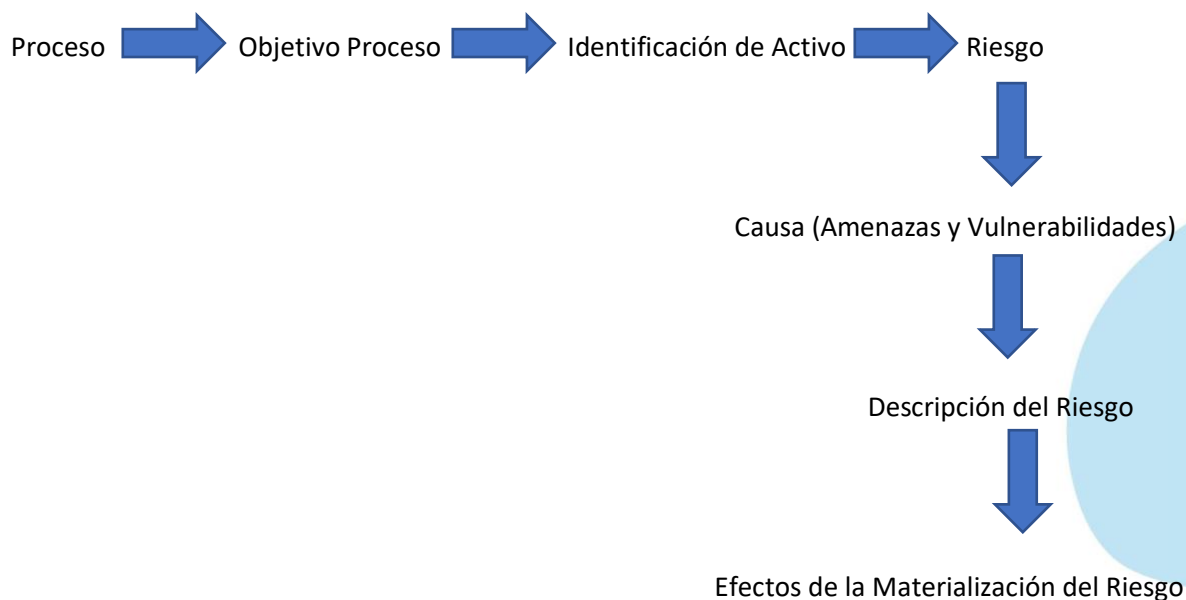 Proceso
Objetivo Proceso
Identificación de Activo
Riesgo
Causa (Amenazas y Vulnerabilidades)
Descripción del Riesgo
Efectos de la Materialización del Riesgo